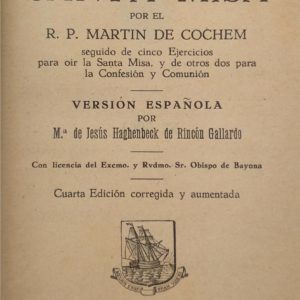 SANTA MISA
POR EL
R. P. MARTIN DE COCHEM
seguido de cinco Ejercicios
para oir la Santa Misa, y de otros dos para
la Confesión y Comunión
VERSIÓN ESPAÑOLA
POR
M.ª de Jesús Haghenbeck de Rincón Gallardo
Con licencia del Excmo. y Rvdmo. Sr. Obispo de Bayona
Cuarta Edición corregida y aumentada